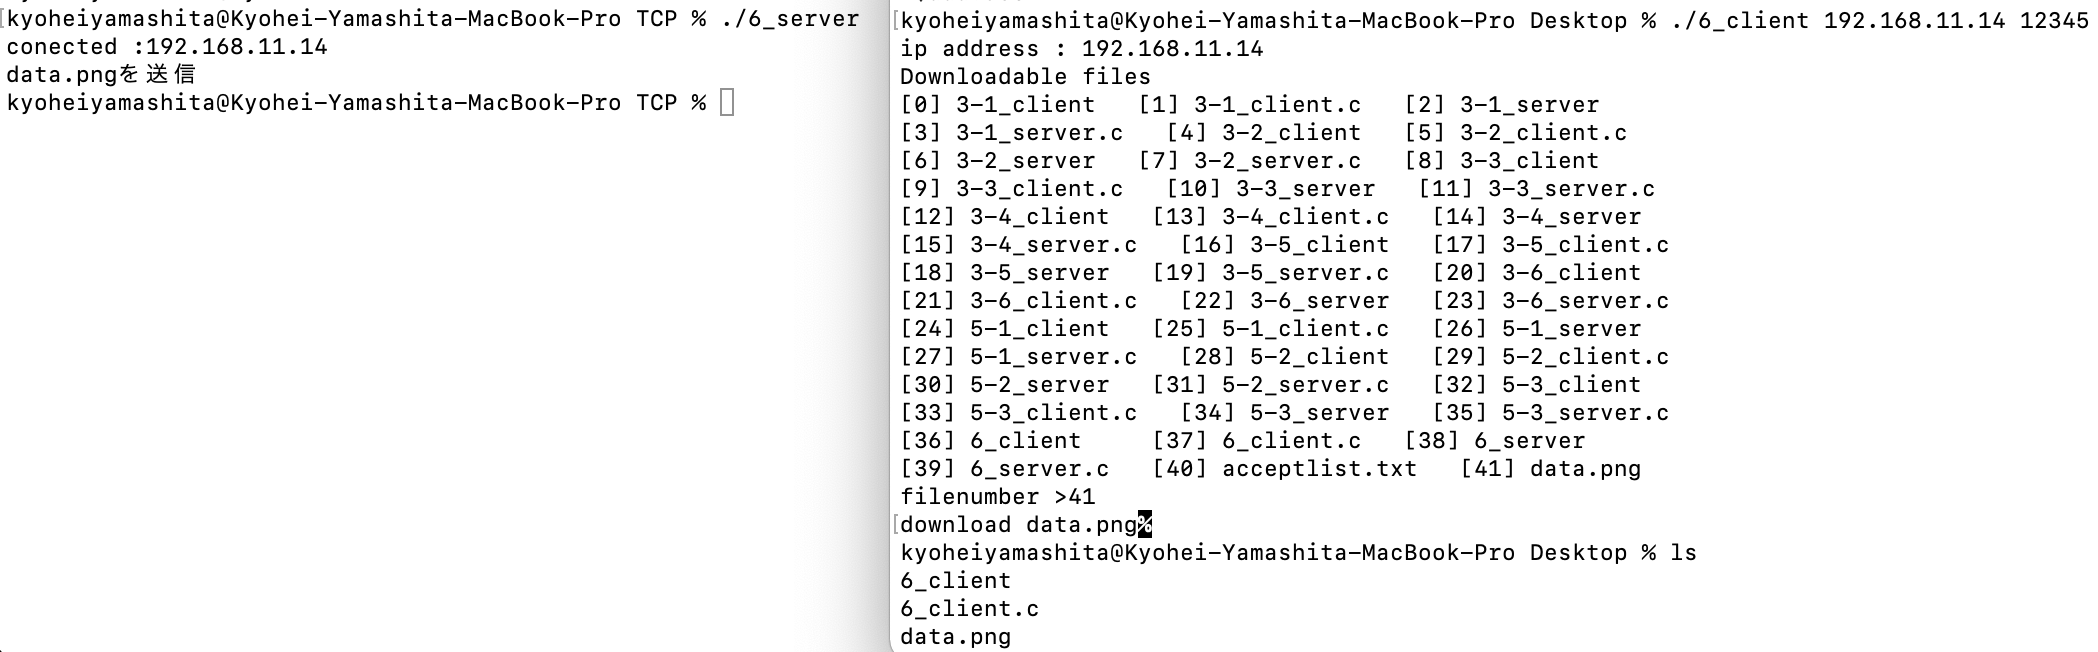 kyoheiyamashita@Kyohei-Yamashita-MacBook-Pro TCP % ./6_server
conected :192.168.11.14
data.pngを送信
kyoheiyamashita@Kyohei-Yamashita-MacBook-Pro TCP %
[kyoheiyamashita@Kyohei-Yamashita-MacBook-Pro Desktop % ./6_client 192.168.11.14 12345
ip address : 192.168.11.14
Downloadable files
[0] 3-1_client   [1] 3-1_client.c   [2] 3-1_server
[3] 3-1_server.c   [4] 3-2_client   [5] 3-2_client.c
[6] 3-2_server   [7] 3-2_server.c   [8] 3-3_client
[9] 3-3_client.c   [10] 3-3_server   [11] 3-3_server.c
[12] 3-4_client   [13] 3-4_client.c   [14] 3-4_server
[15] 3-4_server.c   [16] 3-5_client   [17] 3-5_client.c
[18] 3-5_server   [19] 3-5_server.c   [20] 3-6_client
[21] 3-6_client.c   [22] 3-6_server   [23] 3-6_server.c
[24] 5-1_client   [25] 5-1_client.c   [26] 5-1_server
[27] 5-1_server.c   [28] 5-2_client   [29] 5-2_client.c
[30] 5-2_server   [31] 5-2_server.c   [32] 5-3_client
[33] 5-3_client.c   [34] 5-3_server   [35] 5-3_server.c
[36] 6_client     [37] 6_client.c   [38] 6_server
[39] 6_server.c   [40] acceptlist.txt   [41] data.png
filenumber >41
[download data.png%
kyoheiyamashita@Kyohei-Yamashita-MacBook-Pro Desktop % ls
6_client
6_client.c
data.png